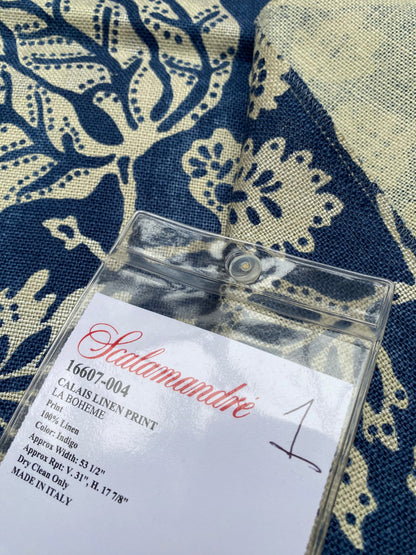 Scalamandré
16607-004
CALAIS LINEN PRINT
LA BOHEME
Print
100% Linen
Color: Indigo
Approx Width: 53 1/2"
Approx Rpt: V. 31", H. 17 7/8"
Dry Clean Only
MADE IN ITALY
1